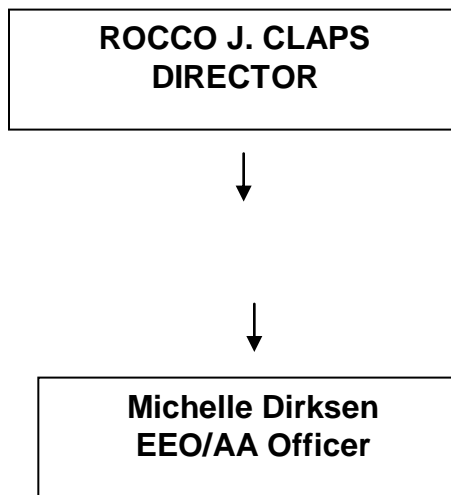 ROCCO J. CLAPS
DIRECTOR
Michelle Dirksen
EEO/AA Officer